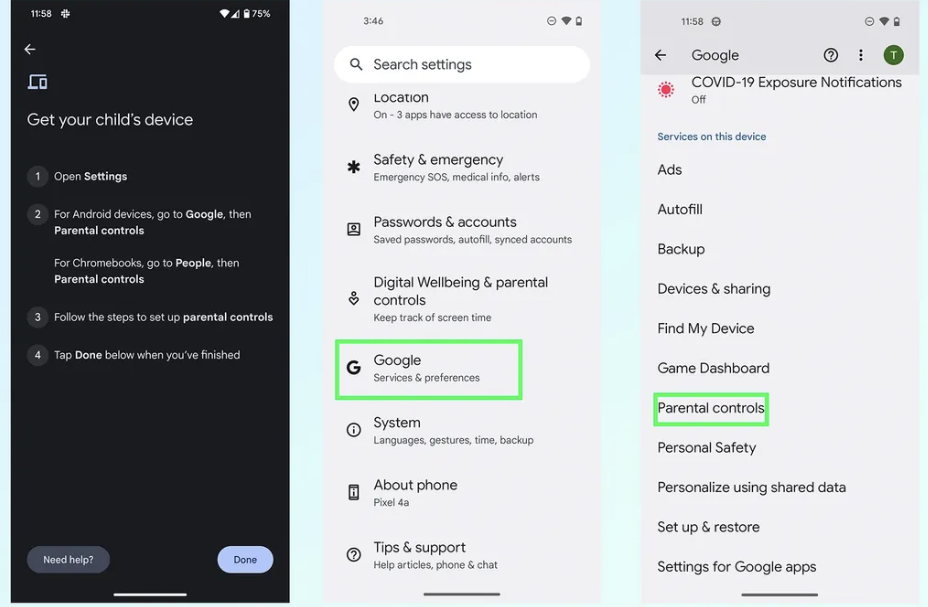 11:58
75%
Get your child's device
1 Open Settings
2 For Android devices, go to Google, then
Parental controls
For Chromebooks, go to People, then
Parental controls
3 Follow the steps to set up parental controls
4 Tap Done below when you've finished
Need help?
Done
3:46
Search settings
Location
On - 3 apps have access to location
Safety & emergency
Emergency SOS, medical info, alerts
Passwords & accounts
Saved passwords, autofill, synced accounts
Digital Wellbeing & parental
controls
Keep track of screen time
G Google
Services & preferences
System
Languages, gestures, time, backup
About phone
Pixel 4a
Tips & support
Help articles, phone & chat
11:58
Google
T
COVID-19 Exposure Notifications
Off
Services on this device
Ads
Autofill
Backup
Devices & sharing
Find My Device
Game Dashboard
Parental controls
Personal Safety
Personalize using shared data
Set up & restore
Settings for Google apps